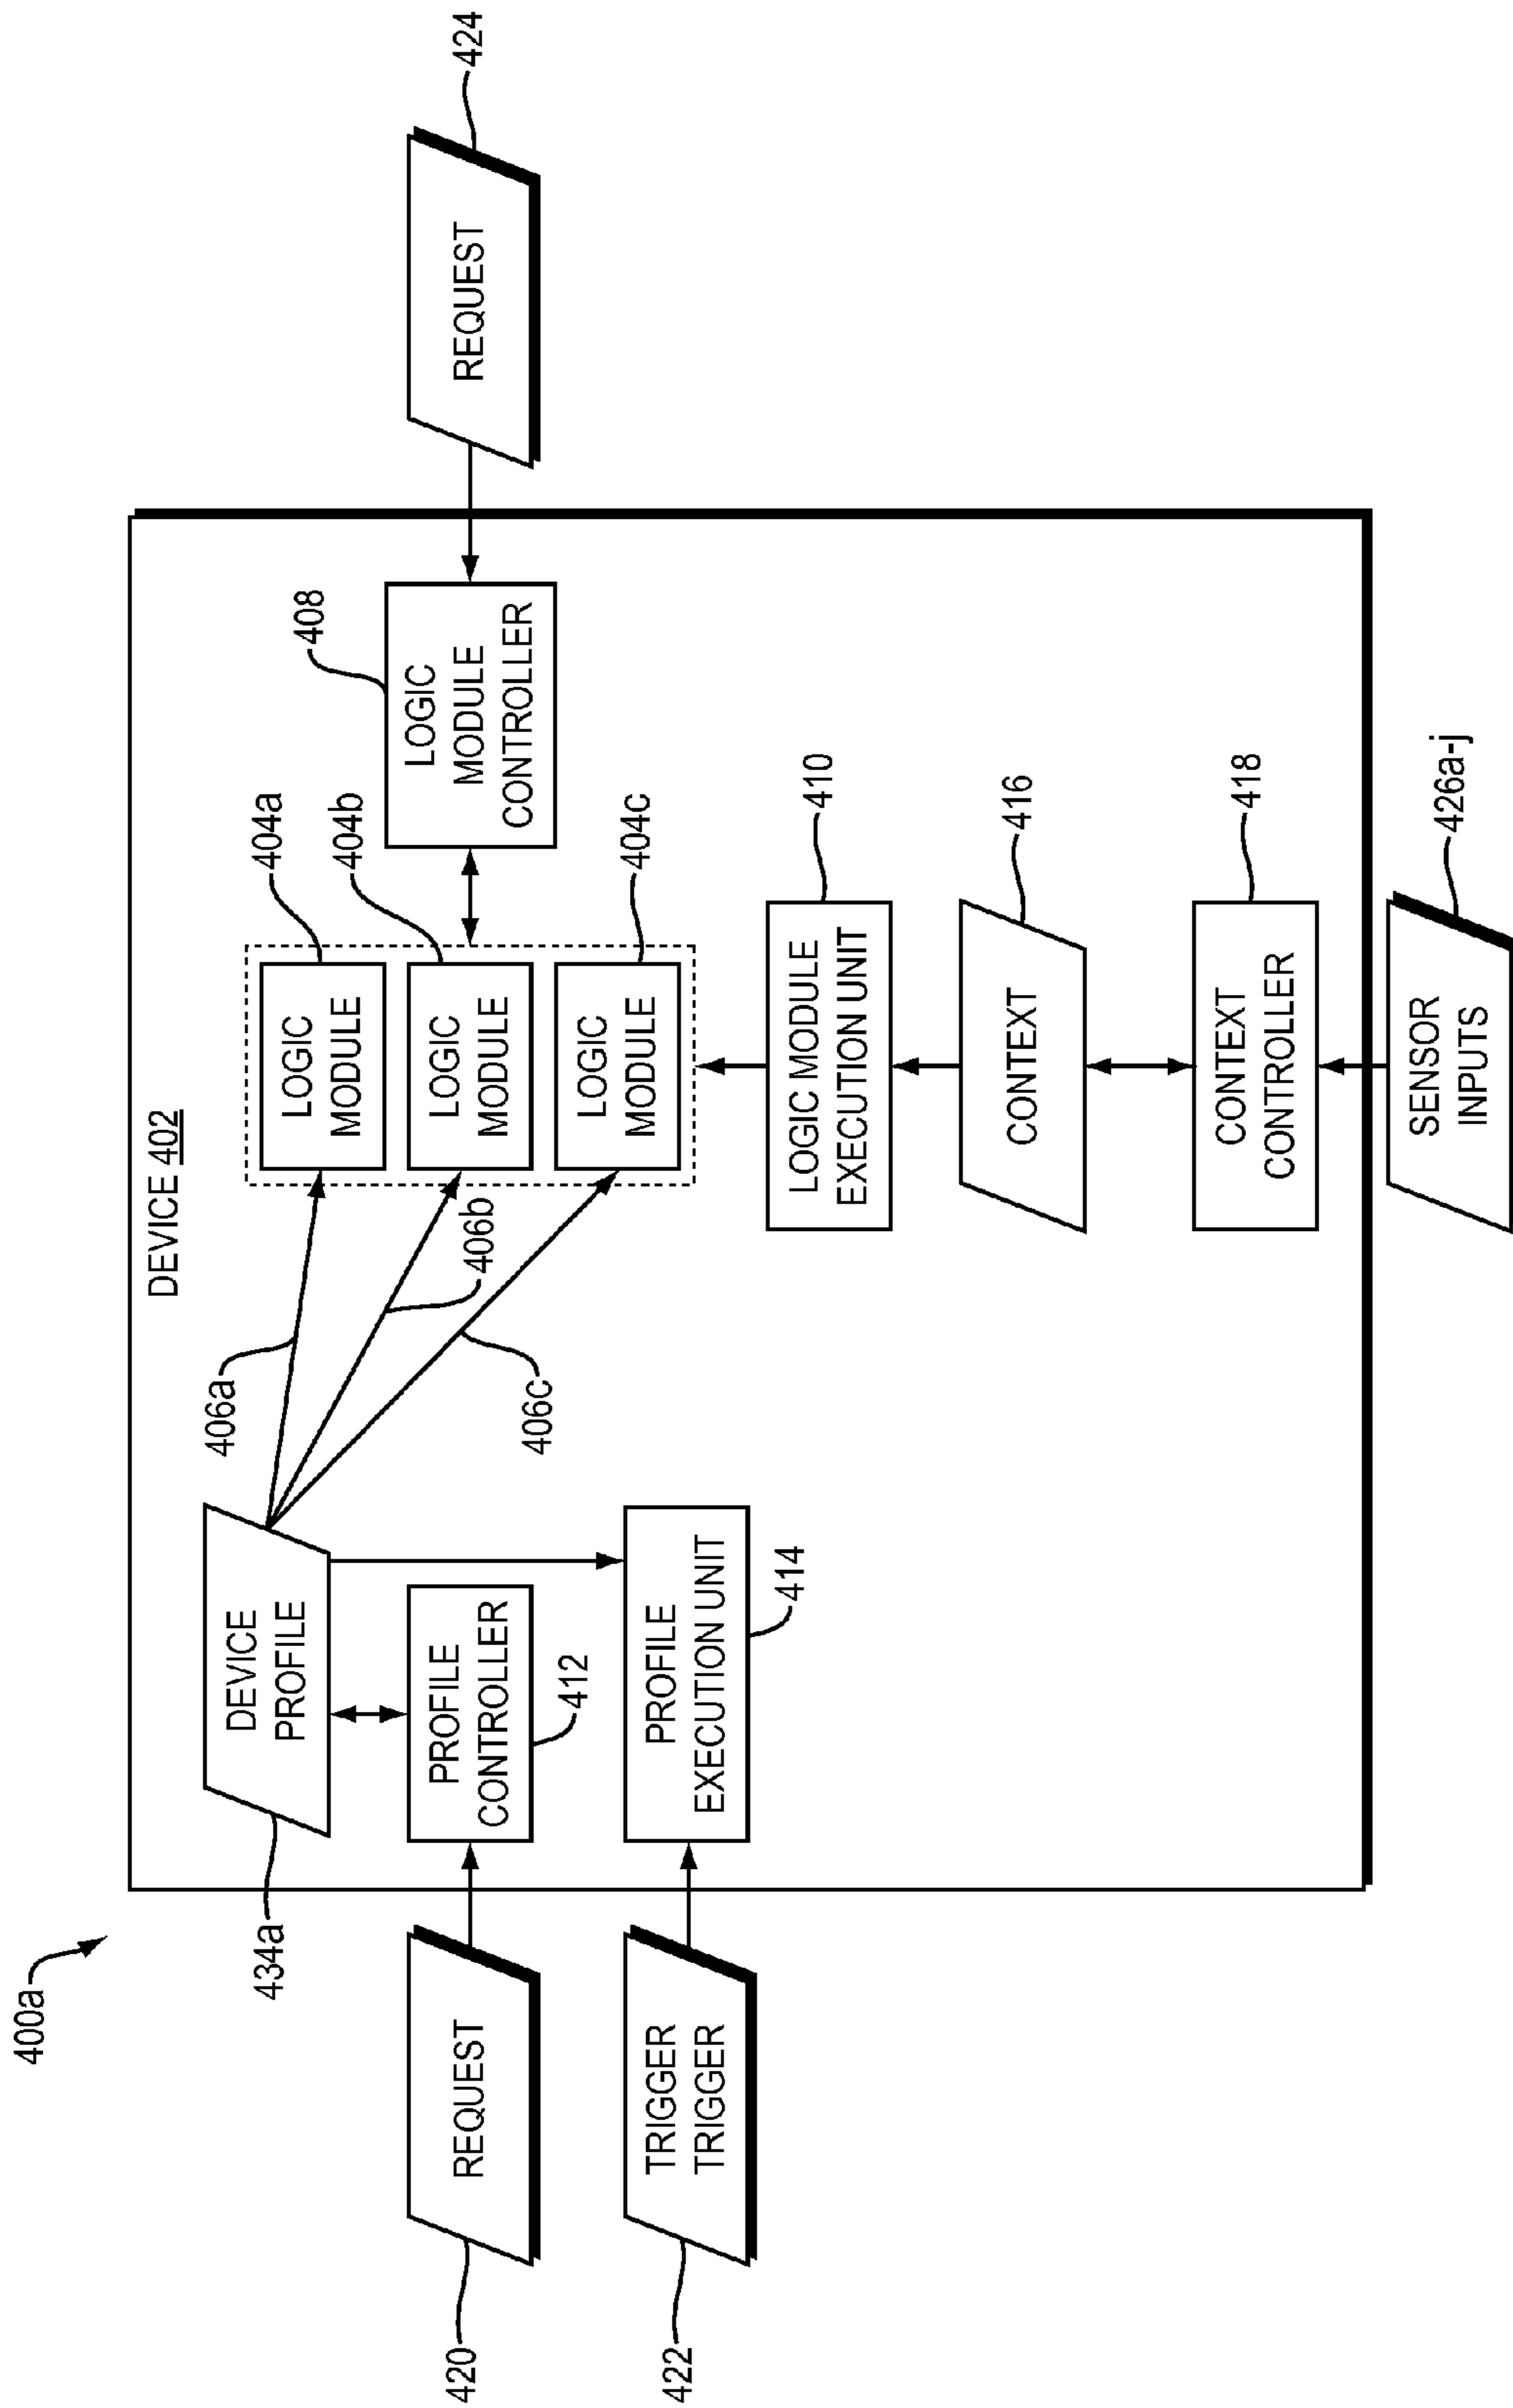 400a
DEVICE 402
434a
DEVICE
PROFILE
406a
406b
406c
LOGIC
MODULE
404a
LOGIC
MODULE
404b
LOGIC
MODULE
404c
408
LOGIC
MODULE
CONTROLLER
REQUEST
424
420
REQUEST
PROFILE
CONTROLLER
412
422
TRIGGER
TRIGGER
PROFILE
EXECUTION UNIT
414
LOGIC MODULE
EXECUTION UNIT
410
CONTEXT
416
CONTEXT
CONTROLLER
418
SENSOR
INPUTS
426a-j